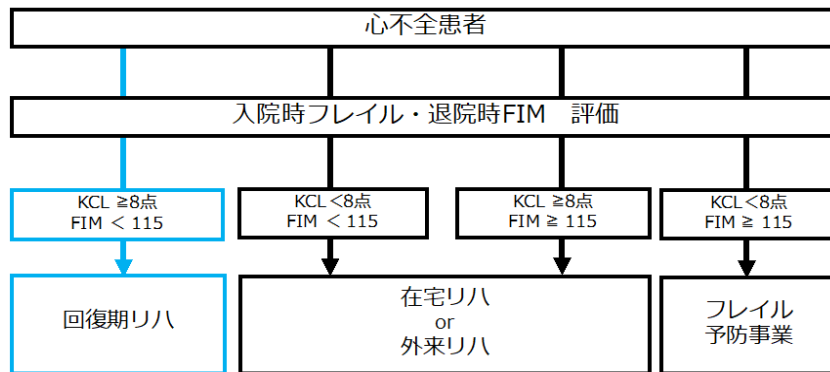 心不全患者
入院時フレイル・退院時FIM 評価
KCL ≧8点
FIM < 115
KCL<8点
FIM < 115
KCL ≧8点
FIM ≧ 115
KCL<8点
FIM ≧ 115
回復期リハ
在宅リハ
or
外来リハ
フレイル
予防事業